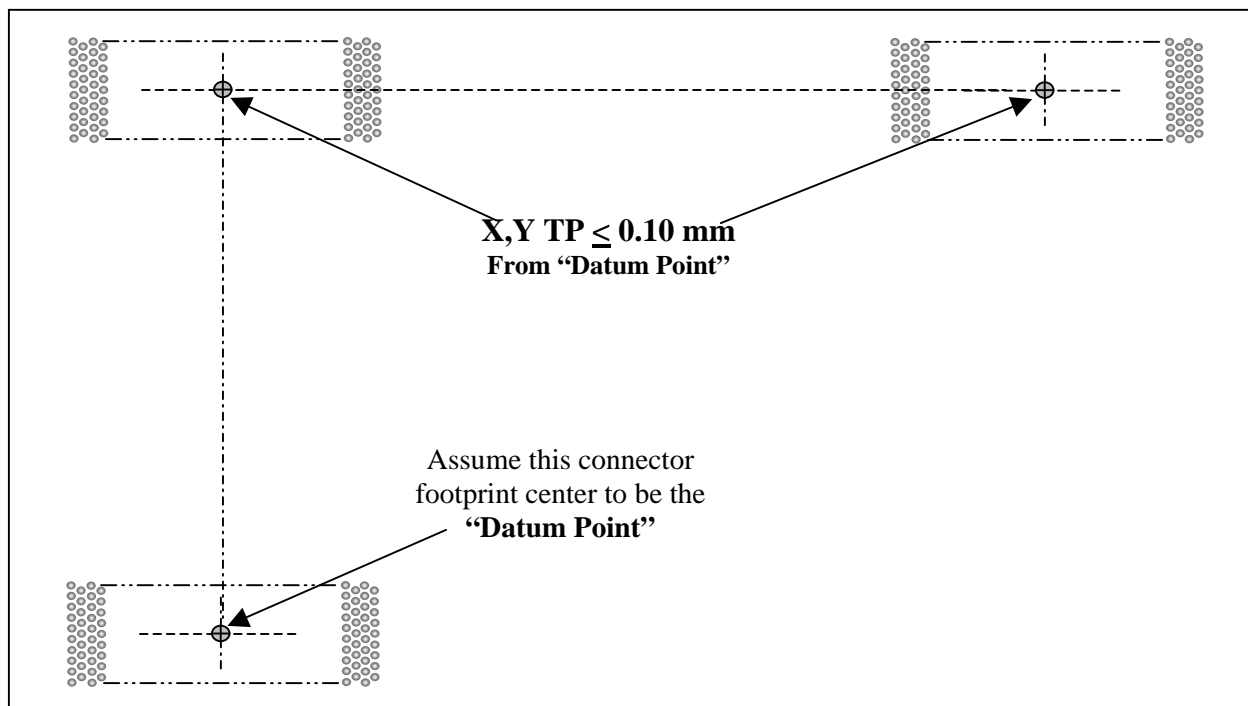 X,Y TP ≤ 0.10 mm
From “Datum Point”
Assume this connector
footprint center to be the
“Datum Point”